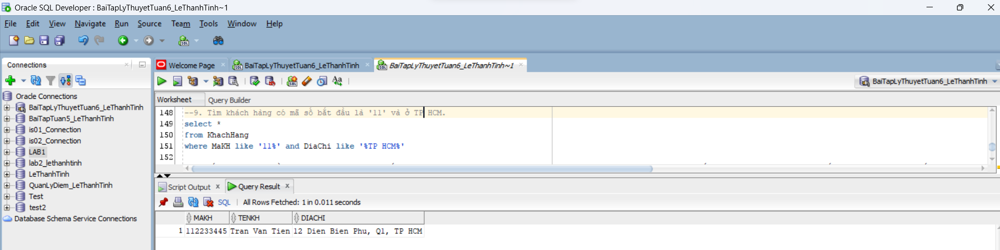 Oracle SQL Developer : BaiTapLyThuyetTuan6_LeThanhTinh~1
File Edit View Navigate Run Source Team Tools Window Help
Connections
Oracle Connections
BaiTapLyThuyetTuan6_LeThanhTinh
BaiTapTuan5_LeThanhTinh
is01_Connection
is02_Connection
LAB1
lab2_lethanhtinh
LeThanhTinh
QuanLyDiem_LeThanhTinh
Test
test2
Database Schema Service Connections
Welcome Page BaiTapLyThuyetTuan6_LeThanhTinh BaiTapLyThuyetTuan6_LeThanhTinh~1
BaiTapLyThuyetTuan6_LeThanhTinh
Worksheet Query Builder
148 --9. Tìm khách hàng có mã số bắt đầu là '11' và ở TP HCM.
149 select *
150 from KhachHang
151 where MaKH like '11%' and DiaChi like '%TP HCM%'
152
Script Output x Query Result x
SQL | All Rows Fetched: 1 in 0.011 seconds
MAKH TENKH DIACHI
1 112233445 Tran Van Tien 12 Dien Bien Phu, Q1, TP HCM